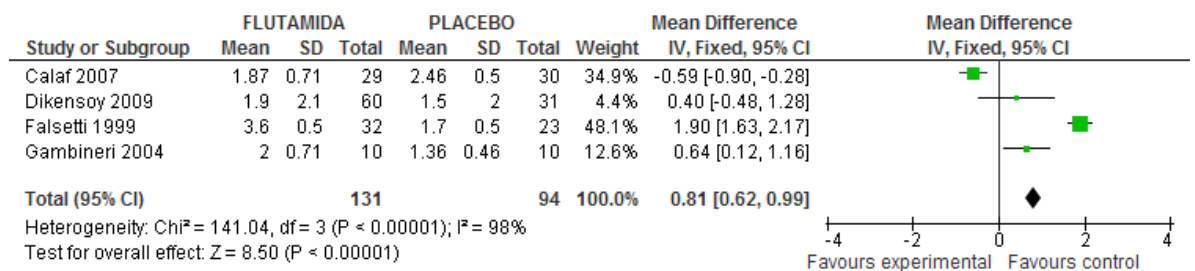 FLUTAMIDA PLACEBO Mean Difference Mean Difference
Study or Subgroup Mean SD Total Mean SD Total Weight IV, Fixed, 95% CI IV, Fixed, 95% CI
Calaf 2007 1.87 0.71 29 2.46 0.5 30 34.9% -0.59 [-0.90, -0.28]
Dikensoy 2009 1.9 2.1 60 1.5 2 31 4.4% 0.40 [-0.48, 1.28]
Falsetti 1999 3.6 0.5 32 1.7 0.5 23 48.1% 1.90 [1.63, 2.17]
Gambineri 2004 2 0.71 10 1.36 0.46 10 12.6% 0.64 [0.12, 1.16]
Total (95% CI) 131 94 100.0% 0.81 [0.62, 0.99]
Heterogeneity: Chi² = 141.04, df = 3 (P < 0.00001); I² = 98%
Test for overall effect: Z = 8.50 (P < 0.00001)
-4 -2 0 2 4
Favours experimental Favours control